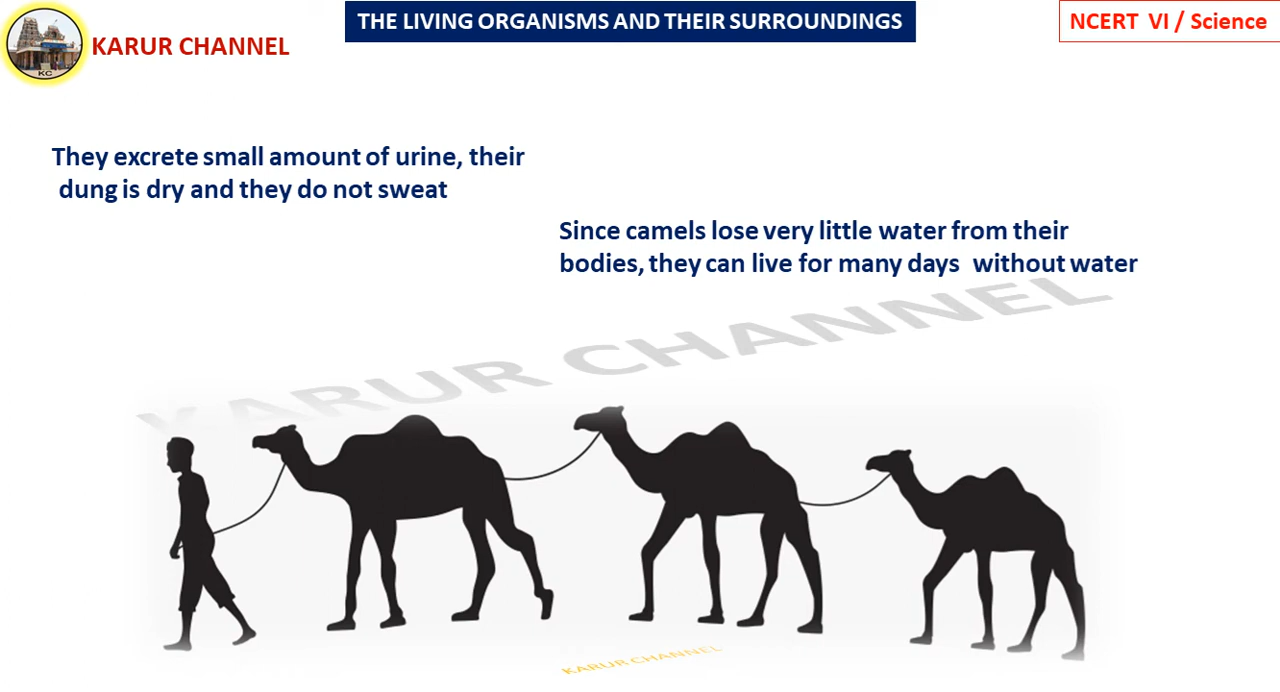 THE LIVING ORGANISMS AND THEIR SURROUNDINGS
NCERT VI / Science
KARUR CHANNEL
KC
They excrete small amount of urine, their
dung is dry and they do not sweat
Since camels lose very little water from their
bodies, they can live for many days without water
KARUR CHANNEL
KARUR CHANNEL